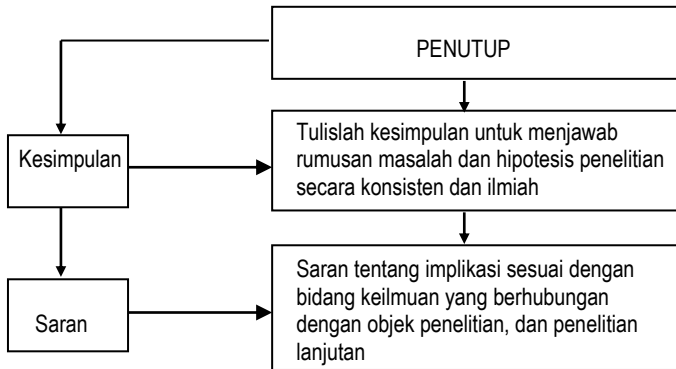 PENUTUP
Kesimpulan
Tulislah kesimpulan untuk menjawab
rumusan masalah dan hipotesis penelitian
secara konsisten dan ilmiah
Saran
Saran tentang implikasi sesuai dengan
bidang keilmuan yang berhubungan
dengan objek penelitian, dan penelitian
lanjutan